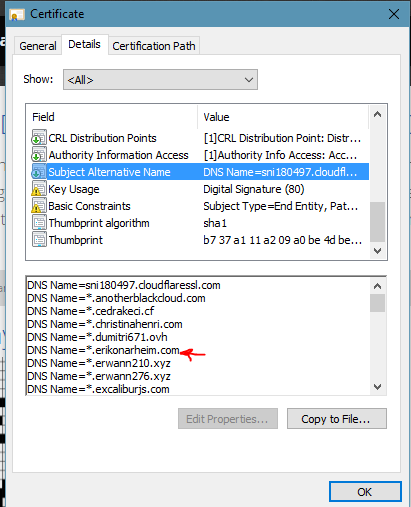 Certificate
General Details Certification Path
Show: <All>
Field Value
CRL Distribution Points [1]CRL Distribution Point: Distr...
Authority Information Access [1]Authority Info Access: Acc...
Subject Alternative Name DNS Name=sni180497.cloudfl...
Key Usage Digital Signature (80)
Basic Constraints Subject Type=End Entity, Pat...
Thumbprint algorithm sha1
Thumbprint b7 37 a1 11 a2 09 a0 be 4d be...
DNS Name=sni180497.cloudflaressl.com
DNS Name=*.anotherblackcloud.com
DNS Name=*.cedrakeci.cf
DNS Name=*.christinahenri.com
DNS Name=*.dumitri671.ovh
DNS Name=*.erikonarheim.com
DNS Name=*.erwann210.xyz
DNS Name=*.erwann276.xyz
DNS Name=*.excaliburjs.com
Edit Properties... Copy to File...
OK